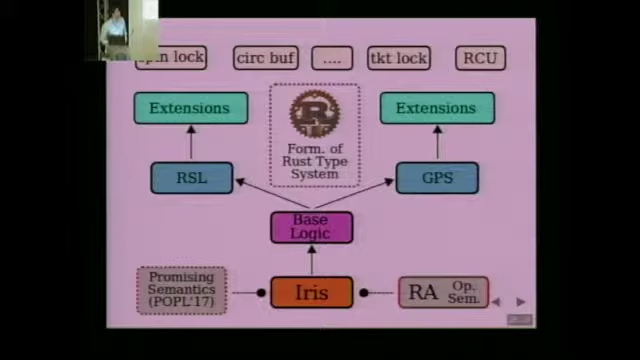 spin lock
circ buf
....
tkt lock
RCU
Extensions
R
Extensions
Form. of
Rust Type
System
RSL
GPS
Base
Logic
Promising
Semantics
(POPL'17)
Iris
RA
Op.
Sem.